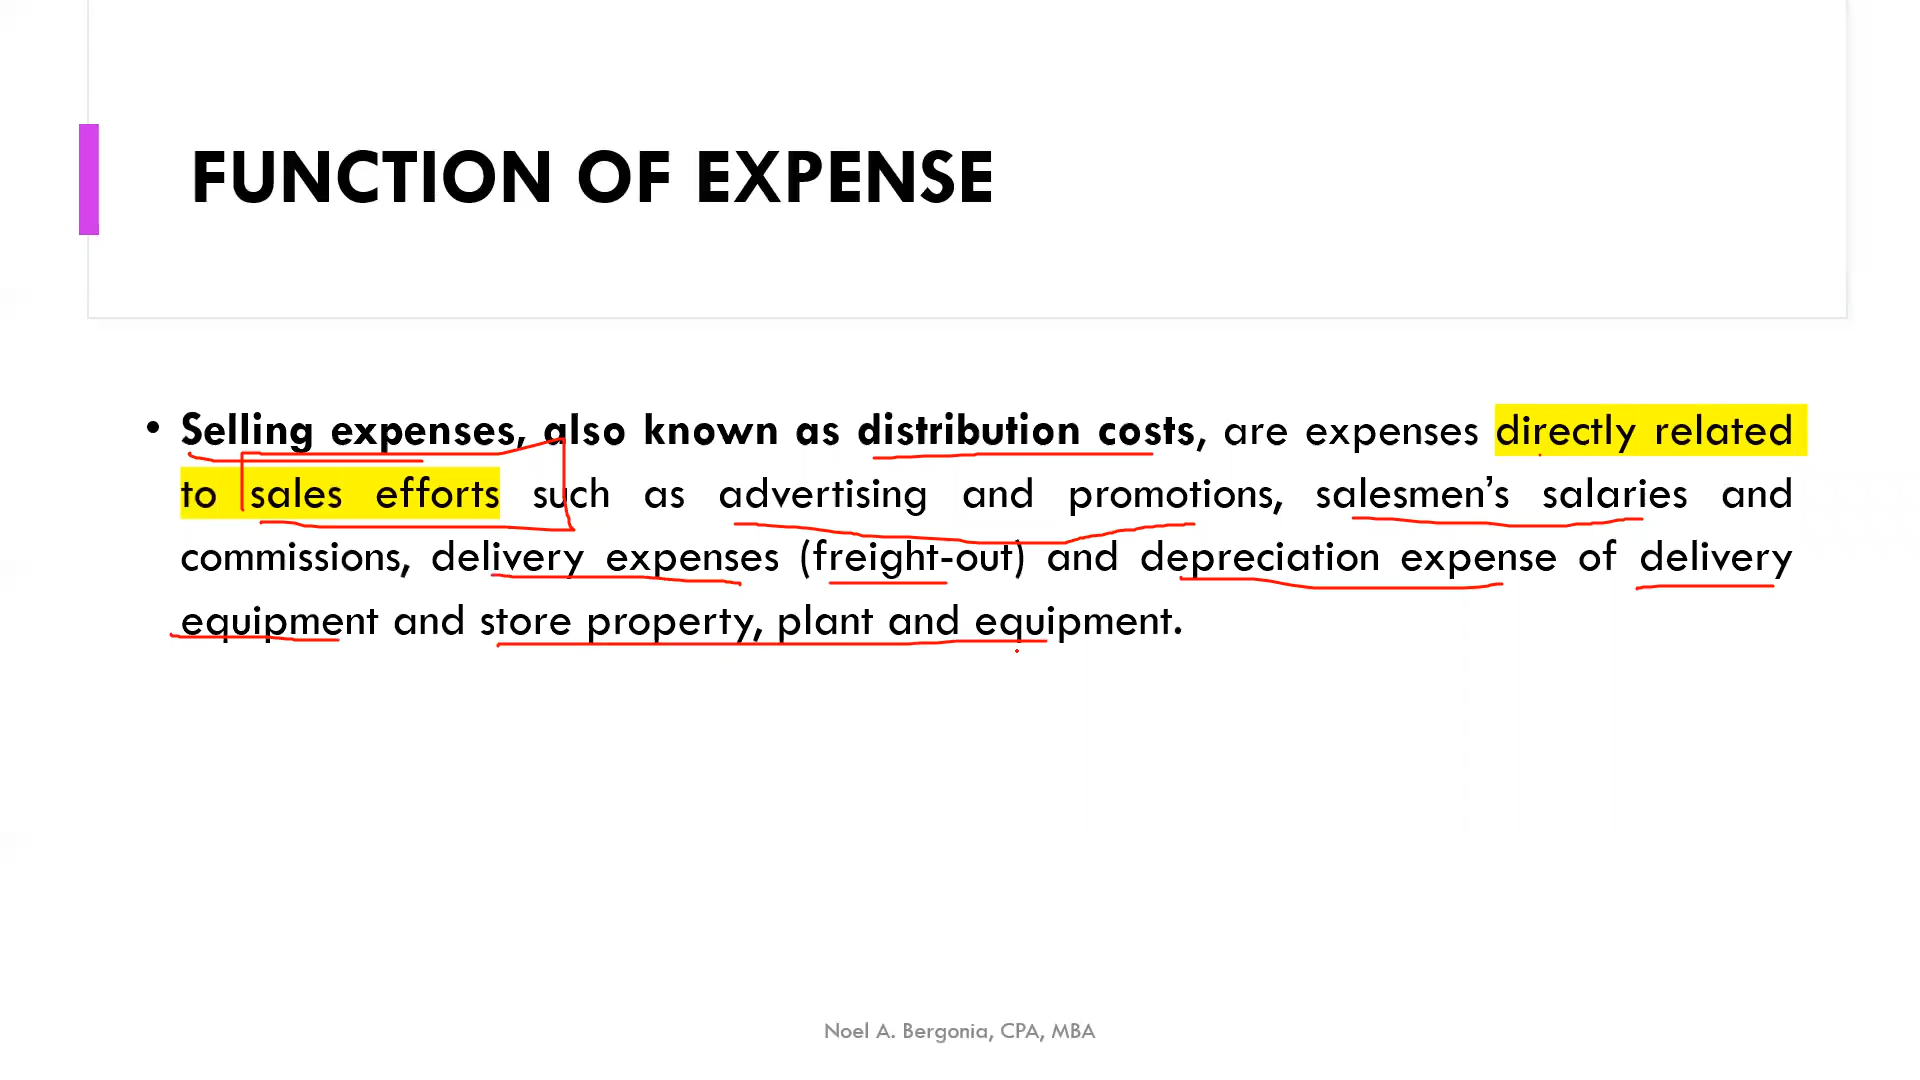 FUNCTION OF EXPENSE
• Selling expenses, also known as distribution costs, are expenses directly related
to sales efforts such as advertising and promotions, salesmen’s salaries and
commissions, delivery expenses (freight-out) and depreciation expense of delivery
equipment and store property, plant and equipment.
Noel A. Bergonia, CPA, MBA